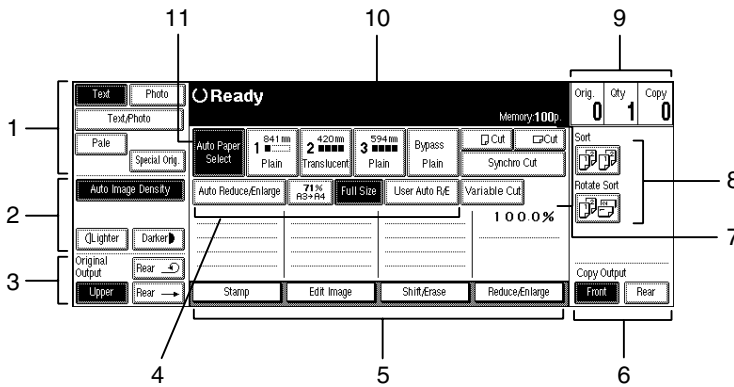 11 10 9
Text Photo
Text/Photo
Pale
Special Orig.
Ready
Memory:100p.
Orig. Qty Copy
0 1 0
1
Auto Paper Select
1 841 mm Plain
2 420 mm Translucent
3 594 mm Plain
Bypass Plain
Cut Cut
Synchro Cut
Sort
Rotate Sort
8
Auto Image Density
Auto Reduce/Enlarge
71% A3→A4
Full Size
User Auto R/E
Variable Cut
100.0%
7
2
Lighter Darker
Original Output
Rear
Upper Rear →
3
Stamp Edit Image Shift/Erase Reduce/Enlarge
Copy Output
Front Rear
4 5 6